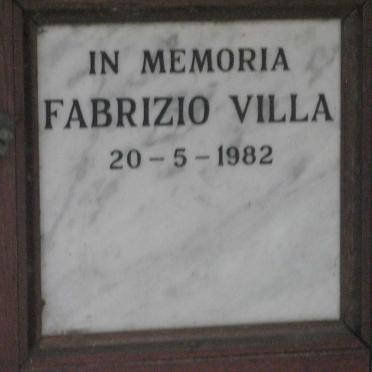 IN MEMORIA
FABRIZIO VILLA
20 - 5 - 1982